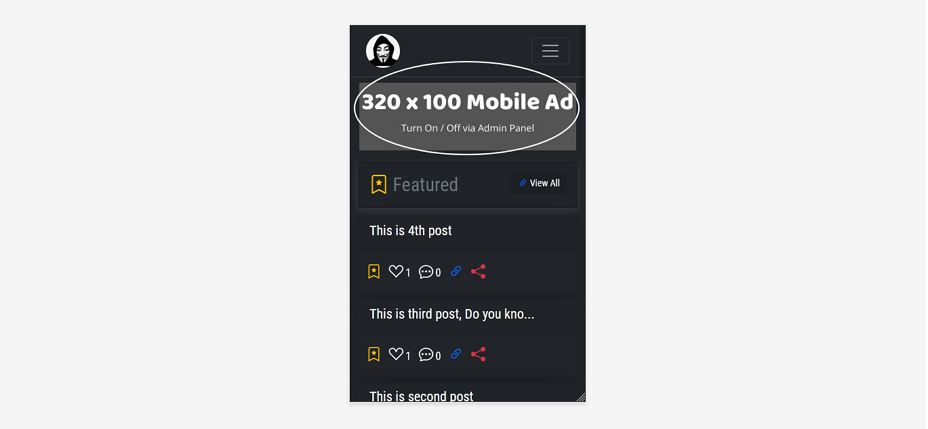 320 x 100 Mobile Ad
Turn On / Off via Admin Panel
Featured
View All
This is 4th post
1
0
This is third post, Do you kno...
1
0
This is second post